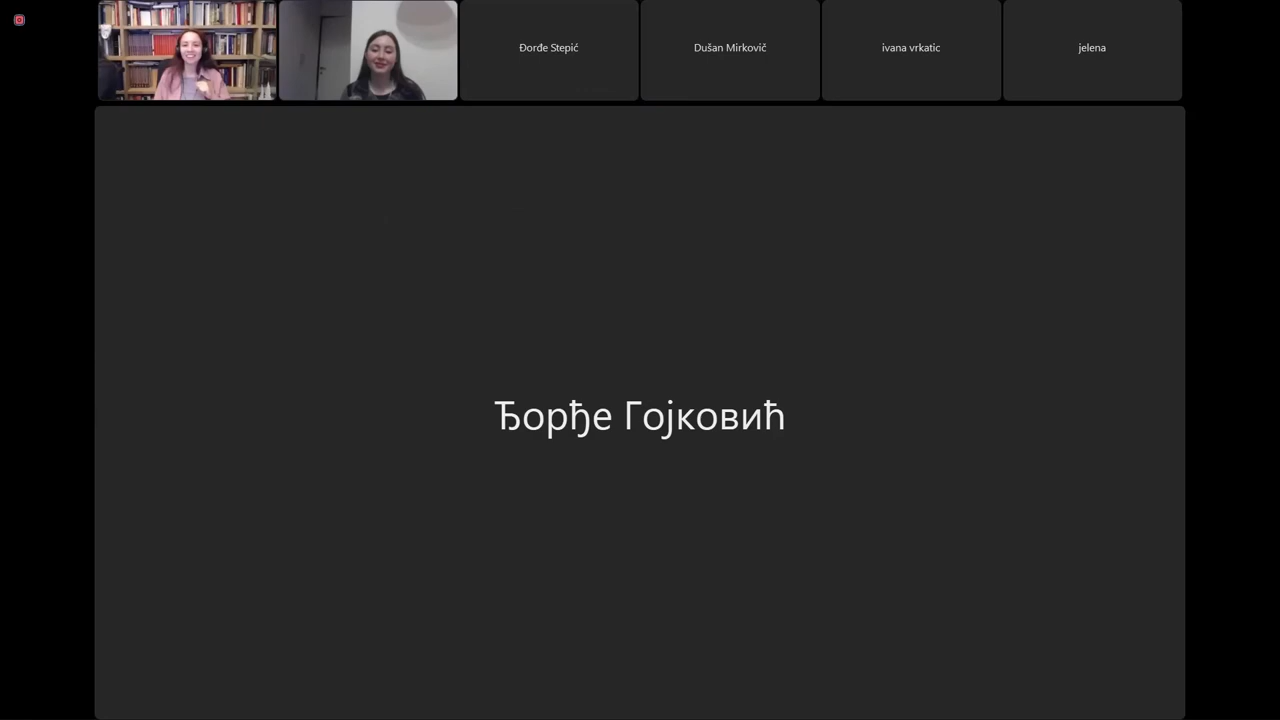 Đorđe Stepić
Dušan Mirkovič
ivana vrkatic
jelena
Ђорђе Гојковић